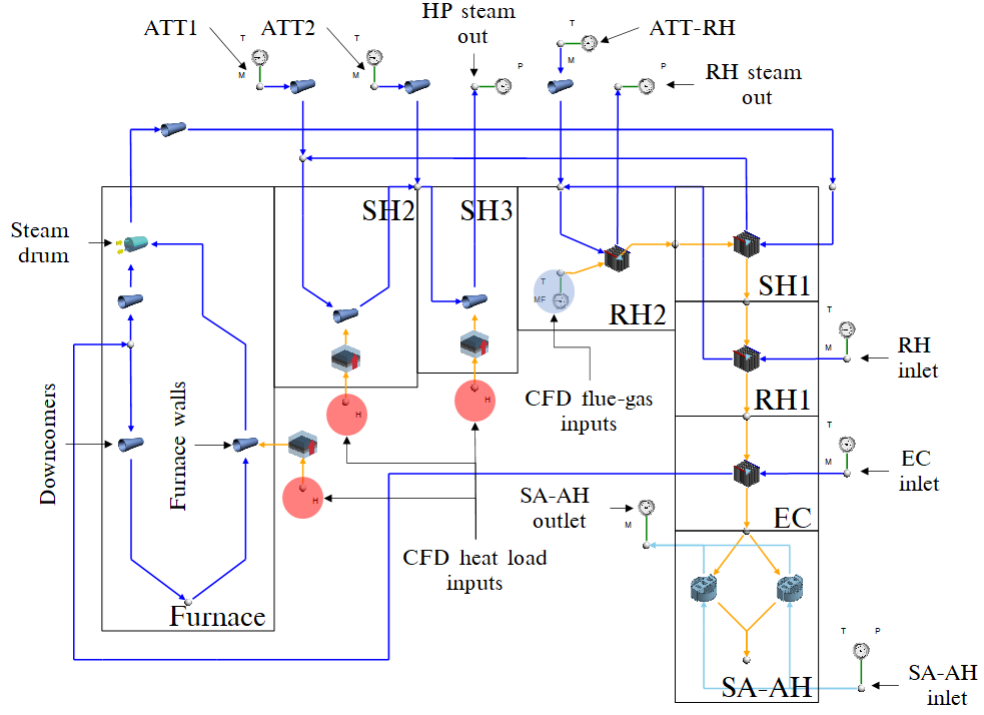 HP steam
out
ATT1
ATT2
ATT-RH
RH steam
out
T
M
T
M
P
T
M
P
Steam
drum
SH2
SH3
SH1
T
MF
RH2
T
M
RH
inlet
RH1
CFD flue-gas
inputs
Downcomers
Furnace walls
H
H
H
T
M
EC
inlet
EC
SA-AH
outlet
M
CFD heat load
inputs
Furnace
T
P
SA-AH
inlet
SA-AH